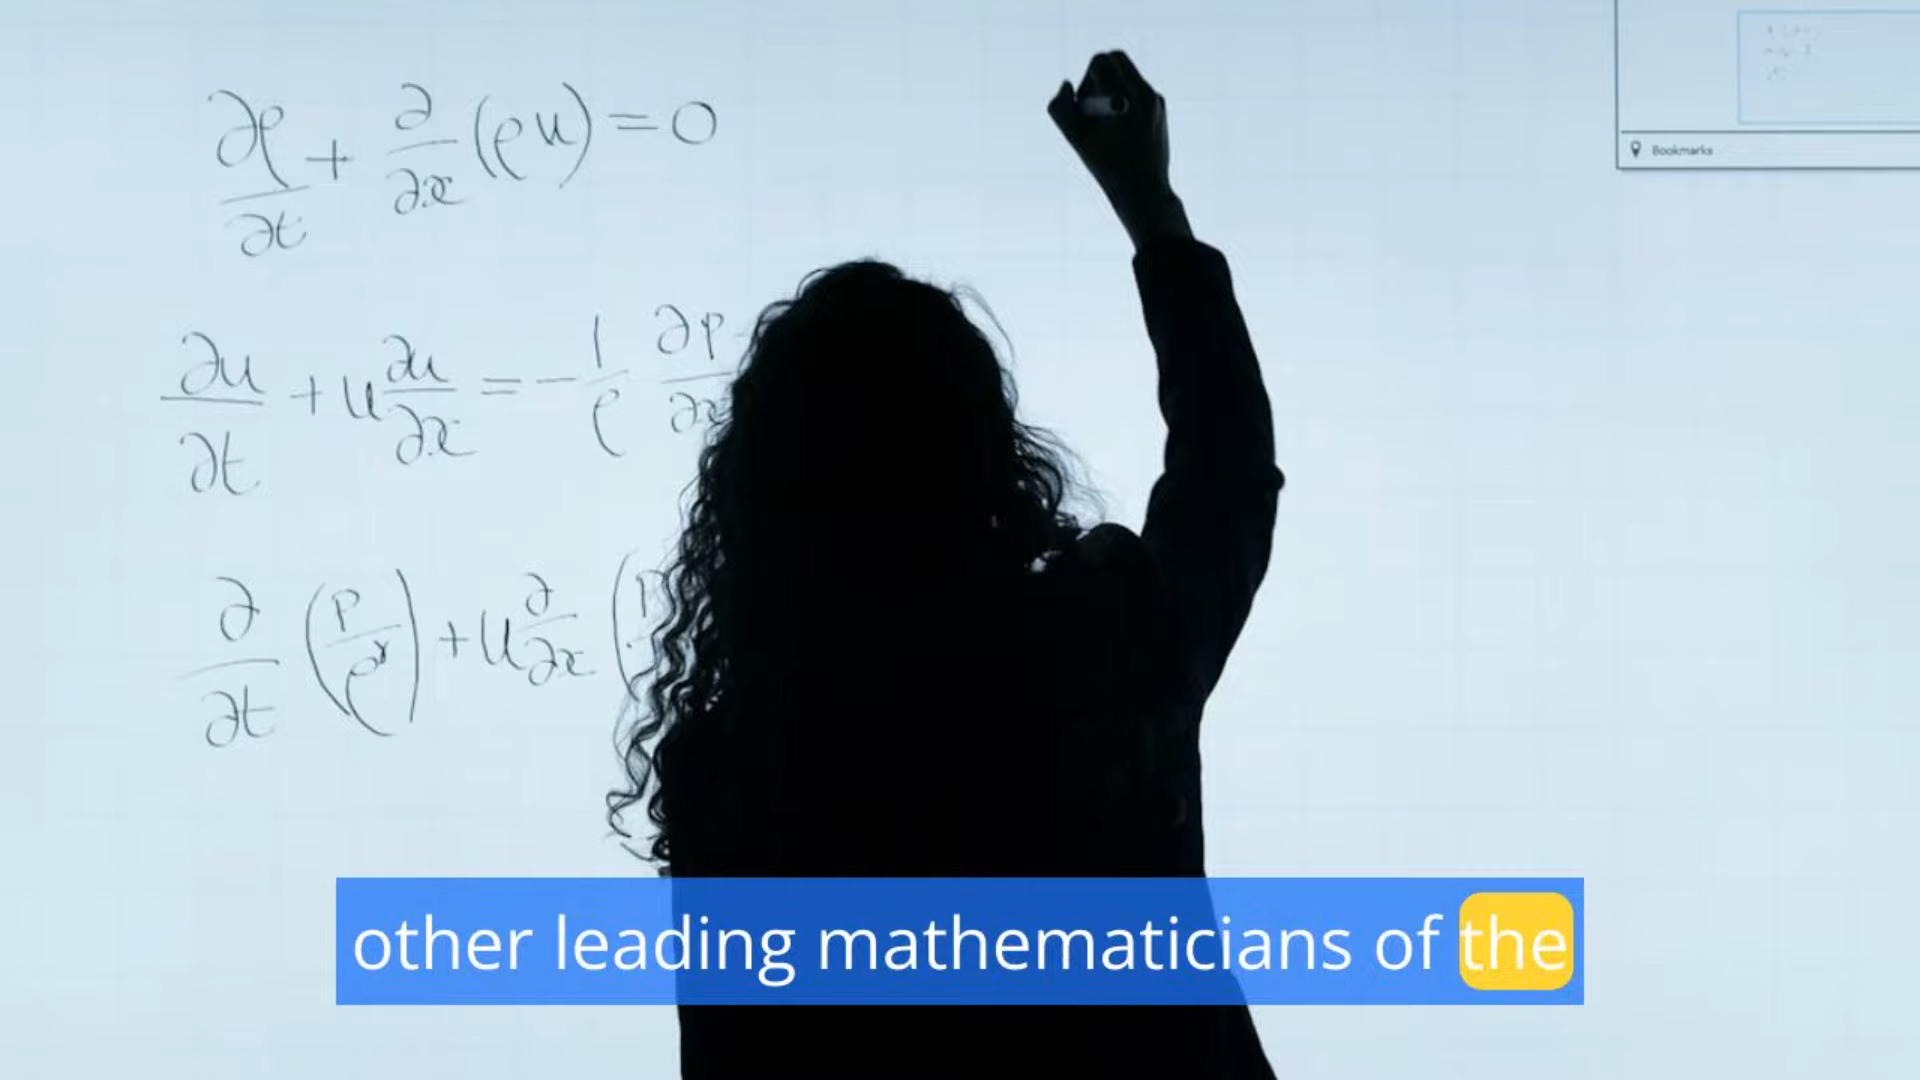 ∂ρ/∂t + ∂/∂x (ρu) = 0
Bookmarks
∂u/∂t + u ∂u/∂x = - 1/ρ ∂p/∂x
∂/∂t (p/ρ^γ) + u ∂/∂x (p
other leading mathematicians of the